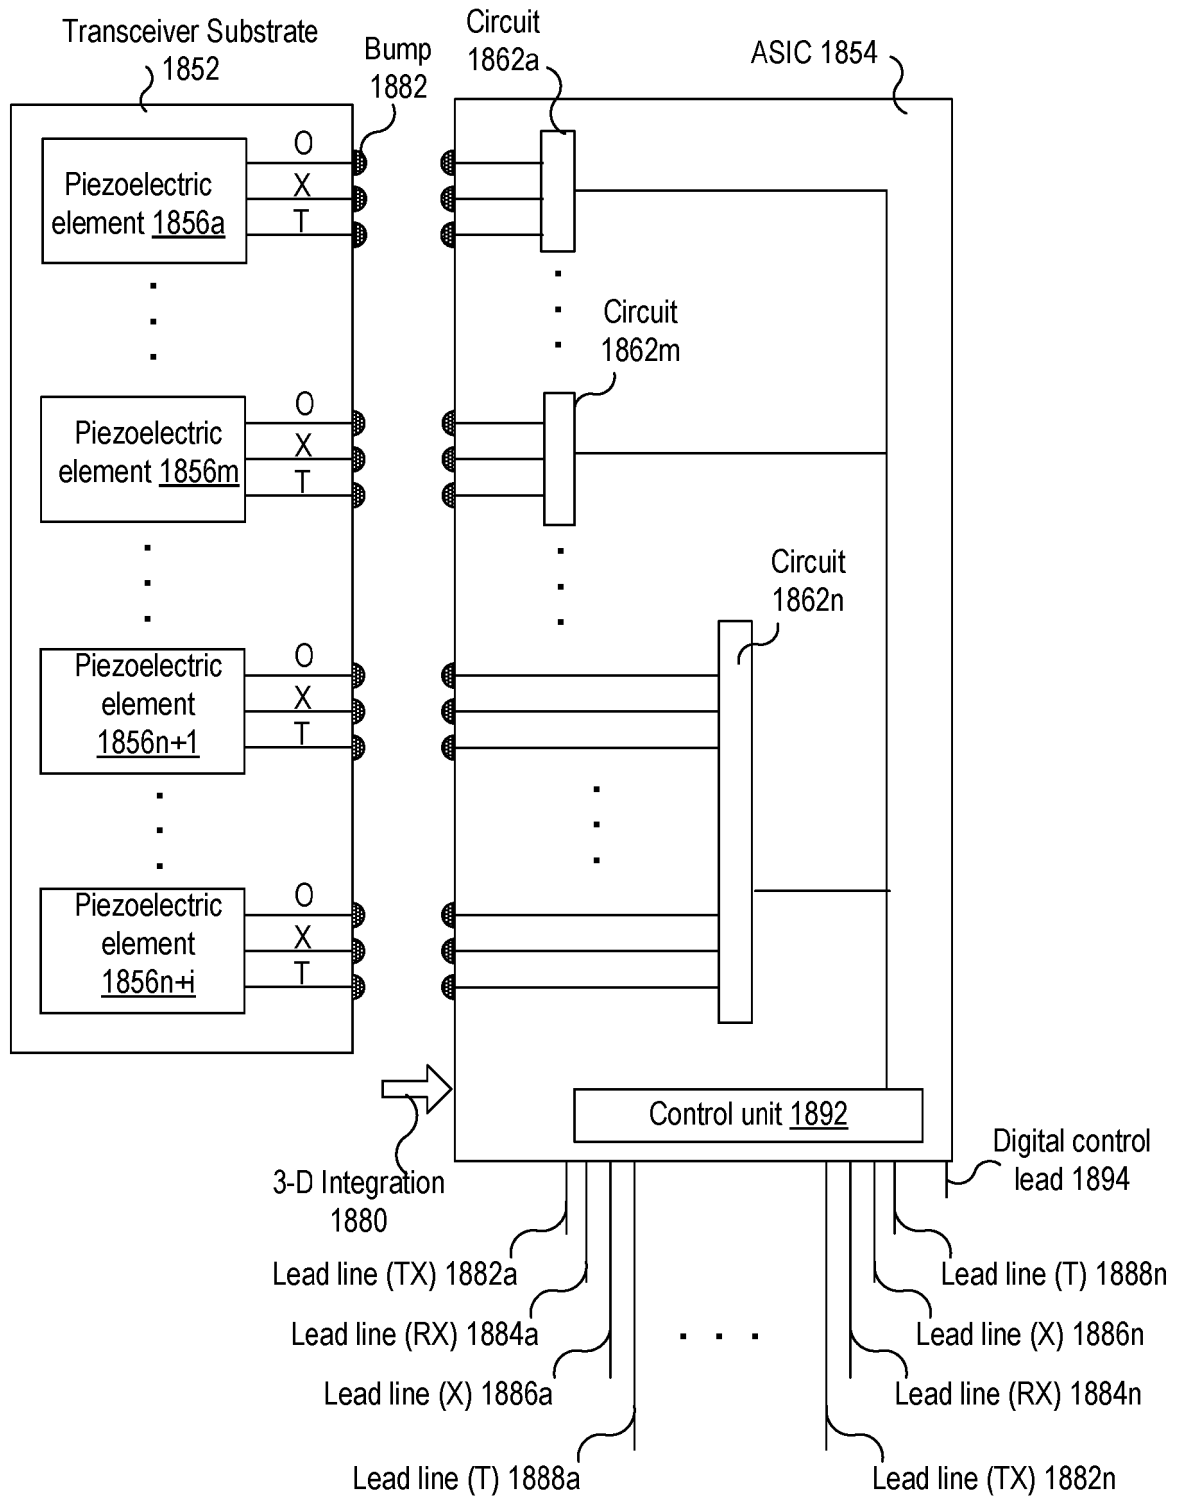 Transceiver Substrate
1852
Bump
1882
Circuit
1862a
ASIC 1854
O
X
T
Piezoelectric
element 1856a
Circuit
1862m
O
X
T
Piezoelectric
element 1856m
Circuit
1862n
O
X
T
Piezoelectric
element
1856n+1
O
X
T
Piezoelectric
element
1856n+i
Control unit 1892
3-D Integration
1880
Digital control
lead 1894
Lead line (TX) 1882a
Lead line (T) 1888n
Lead line (RX) 1884a
Lead line (X) 1886n
Lead line (X) 1886a
Lead line (RX) 1884n
Lead line (T) 1888a
Lead line (TX) 1882n